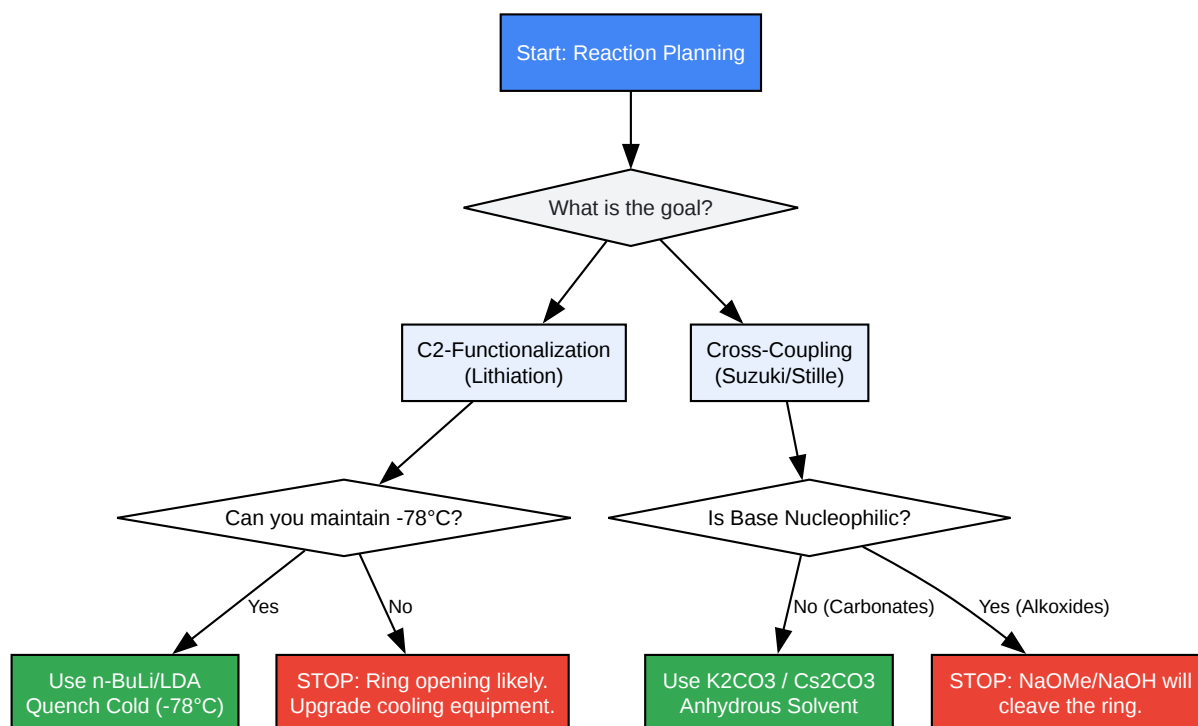 Start: Reaction Planning
What is the goal?
C2-Functionalization
(Lithiation)
Cross-Coupling
(Suzuki/Stille)
Can you maintain -78°C?
Is Base Nucleophilic?
Yes
No
No (Carbonates)
Yes (Alkoxides)
Use n-BuLi/LDA
Quench Cold (-78°C)
STOP: Ring opening likely.
Upgrade cooling equipment.
Use K2CO3 / Cs2CO3
Anhydrous Solvent
STOP: NaOMe/NaOH will
cleave the ring.